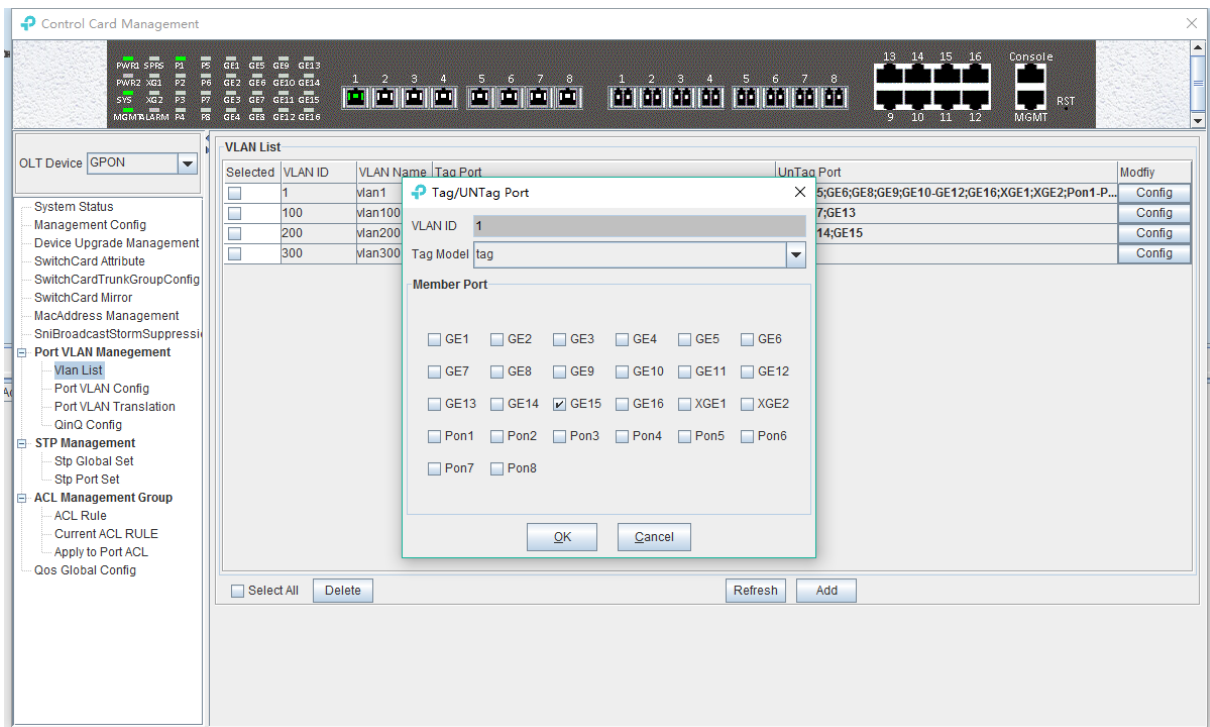 Control Card Management
PWR1 SPRS P1 P5 GE1 GE5 GE9 GE13
PWR2 XG1 P2 P6 GE2 GE6 GE10 GE14
SYS XG2 P3 P7 GE3 GE7 GE11 GE15
MGMT ALARM P4 P8 GE4 GE8 GE12 GE16
1 2 3 4 5 6 7 8 1 2 3 4 5 6 7 8
13 14 15 16 Console
9 10 11 12 MGMT
RST
OLT Device GPON
System Status
Management Config
Device Upgrade Management
SwitchCard Attribute
SwitchCardTrunkGroupConfig
SwitchCard Mirror
MacAddress Management
SniBroadcastStormSuppressi
Port VLAN Manegement
Vlan List
Port VLAN Config
Port VLAN Translation
QinQ Config
STP Management
Stp Global Set
Stp Port Set
ACL Management Group
ACL Rule
Current ACL RULE
Apply to Port ACL
Qos Global Config
VLAN List
Selected VLAN ID VLAN Name Tag Port UnTag Port Modfiy
1 vlan1 5;GE6;GE8;GE9;GE10-GE12;GE16;XGE1;XGE2;Pon1-P... Config
100 vlan100 7;GE13 Config
200 vlan200 14;GE15 Config
300 vlan300 Config
Tag/UNTag Port
VLAN ID 1
Tag Model tag
Member Port
GE1 GE2 GE3 GE4 GE5 GE6
GE7 GE8 GE9 GE10 GE11 GE12
GE13 GE14 GE15 GE16 XGE1 XGE2
Pon1 Pon2 Pon3 Pon4 Pon5 Pon6
Pon7 Pon8
OK Cancel
Select All Delete Refresh Add